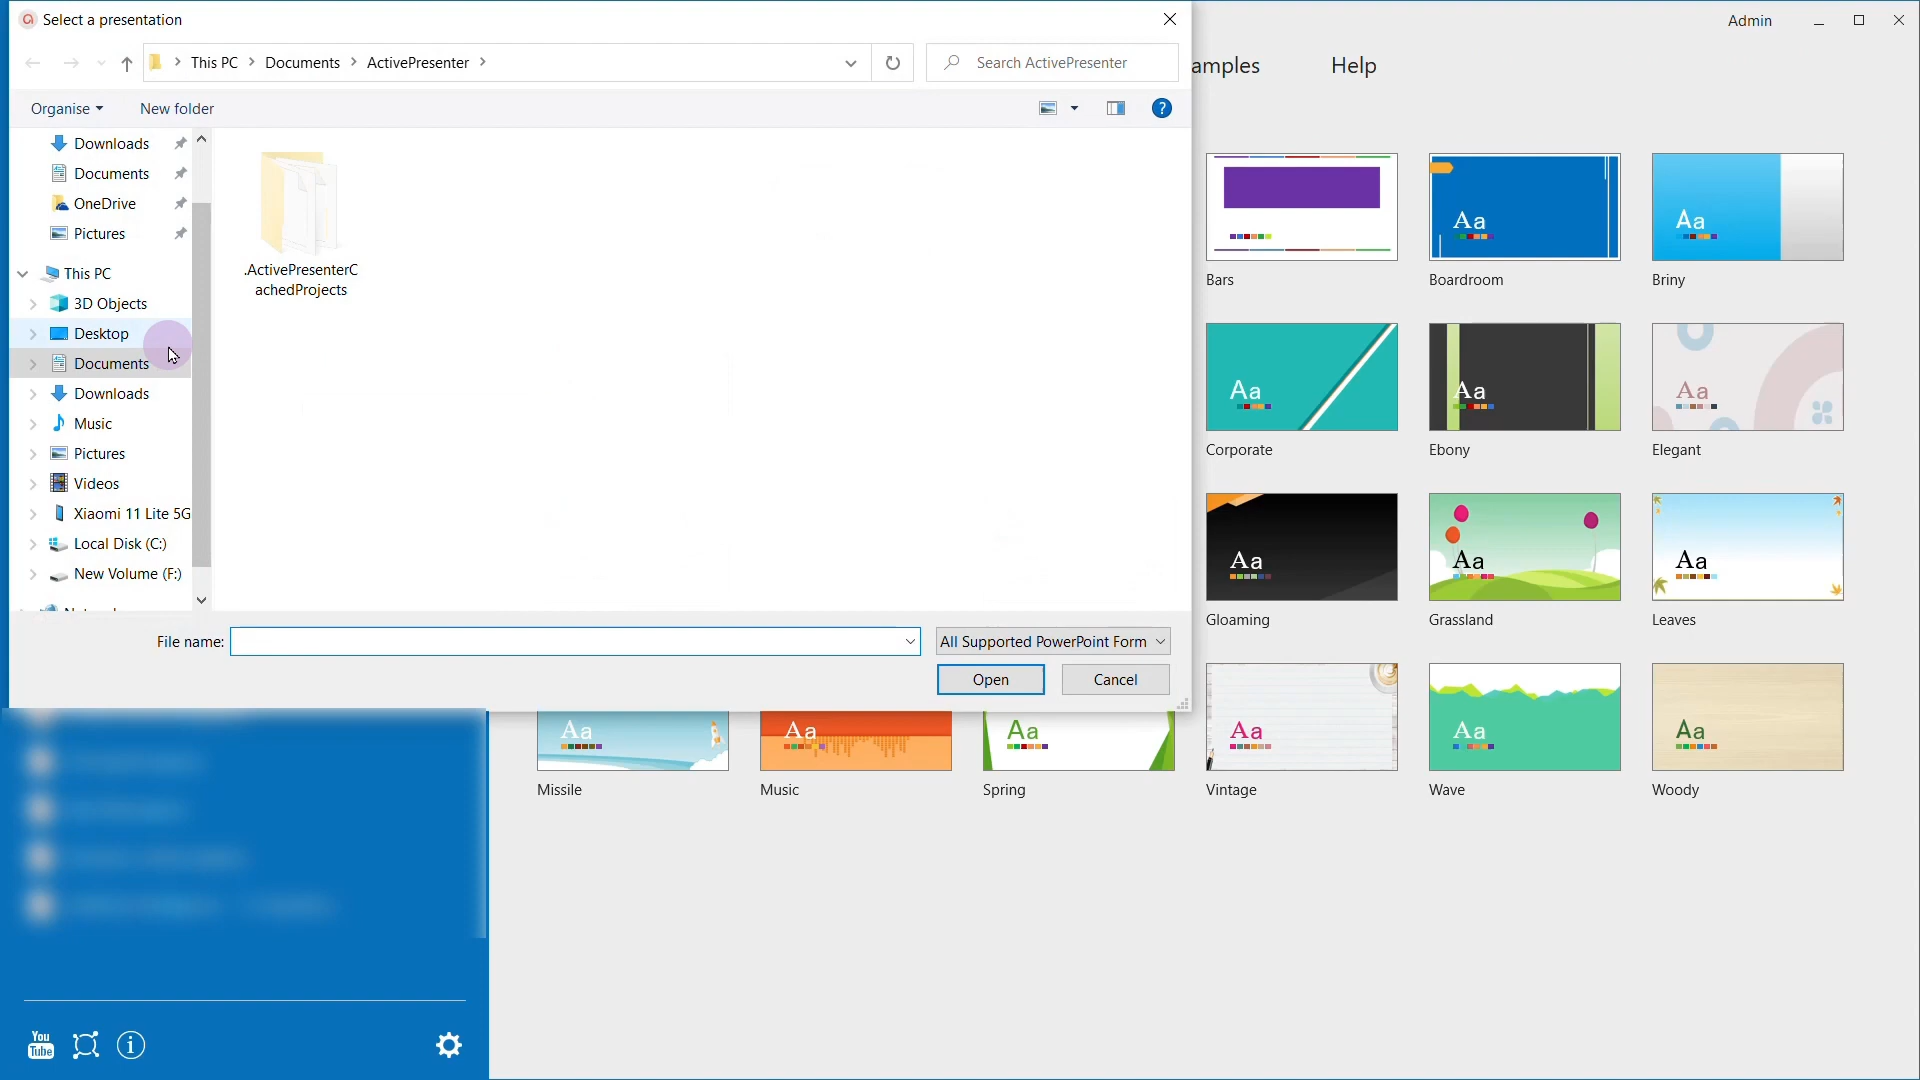 Select a presentation
This PC
Documents
ActivePresenter
Search ActivePresenter
Organise
New folder
Downloads
Documents
OneDrive
Pictures
This PC
3D Objects
Desktop
Documents
Downloads
Music
Pictures
Videos
Xiaomi 11 Lite 5G
Local Disk (C:)
New Volume (F:)
.ActivePresenterC
achedProjects
File name:
All Supported PowerPoint Form
Open
Cancel
Admin
amples
Help
Bars
Aa
Boardroom
Aa
Briny
Aa
Corporate
Aa
Ebony
Aa
Elegant
Aa
Gloaming
Aa
Grassland
Aa
Leaves
Aa
Missile
Aa
Music
Aa
Spring
Aa
Vintage
Aa
Wave
Aa
Woody
You
Tube